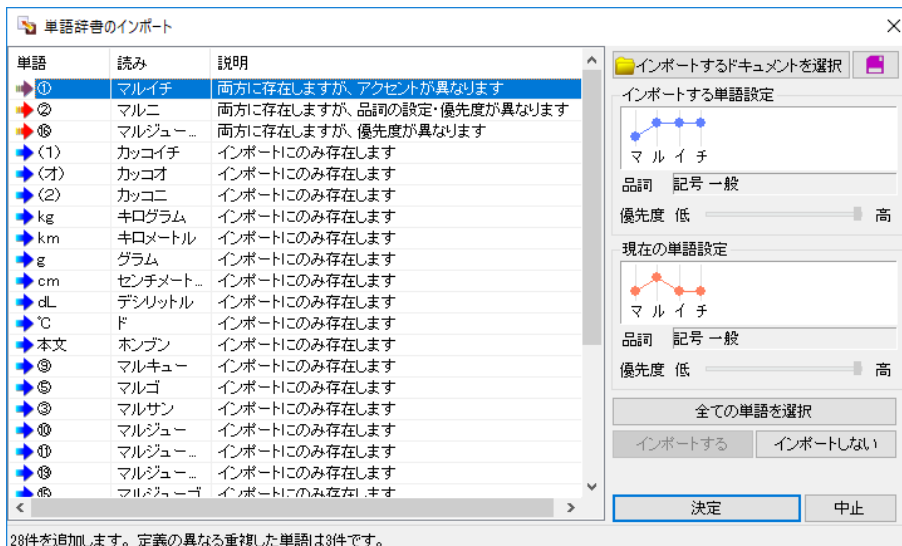 単語辞書のインポート
単語 読み 説明
① マルイチ 両方に存在しますが、アクセントが異なります
② マルニ 両方に存在しますが、品詞の設定・優先度が異なります
⑯ マルジュー... 両方に存在しますが、優先度が異なります
(1) カッコイチ インポートにのみ存在します
(オ) カッコオ インポートにのみ存在します
(2) カッコニ インポートにのみ存在します
kg キログラム インポートにのみ存在します
km キロメートル インポートにのみ存在します
g グラム インポートにのみ存在します
cm センチメート... インポートにのみ存在します
dL デシリットル インポートにのみ存在します
℃ ド インポートにのみ存在します
本文 ホンブン インポートにのみ存在します
⑨ マルキュー インポートにのみ存在します
⑤ マルゴ インポートにのみ存在します
③ マルサン インポートにのみ存在します
⑩ マルジュー インポートにのみ存在します
⑪ マルジュー... インポートにのみ存在します
⑲ マルジュー... インポートにのみ存在します
⑮ マルジューゴ インポートにのみ存在します
インポートするドキュメントを選択
インポートする単語設定
マ ル イ チ
品詞 記号 一般
優先度 低 高
現在の単語設定
マ ル イ チ
品詞 記号 一般
優先度 低 高
全ての単語を選択
インポートする インポートしない
決定 中止
28件を追加します。定義の異なる重複した単語は3件です。